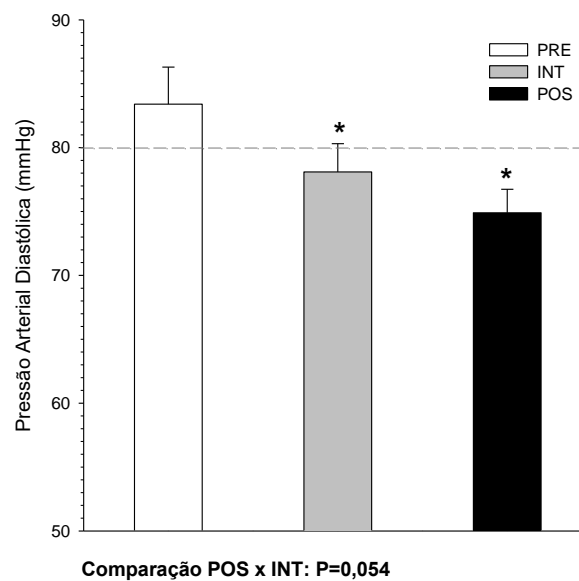 90
80
70
60
50
Pressão Arterial Diastólica (mmHg)
PRE
INT
POS
*
*
Comparação POS x INT: P=0,054